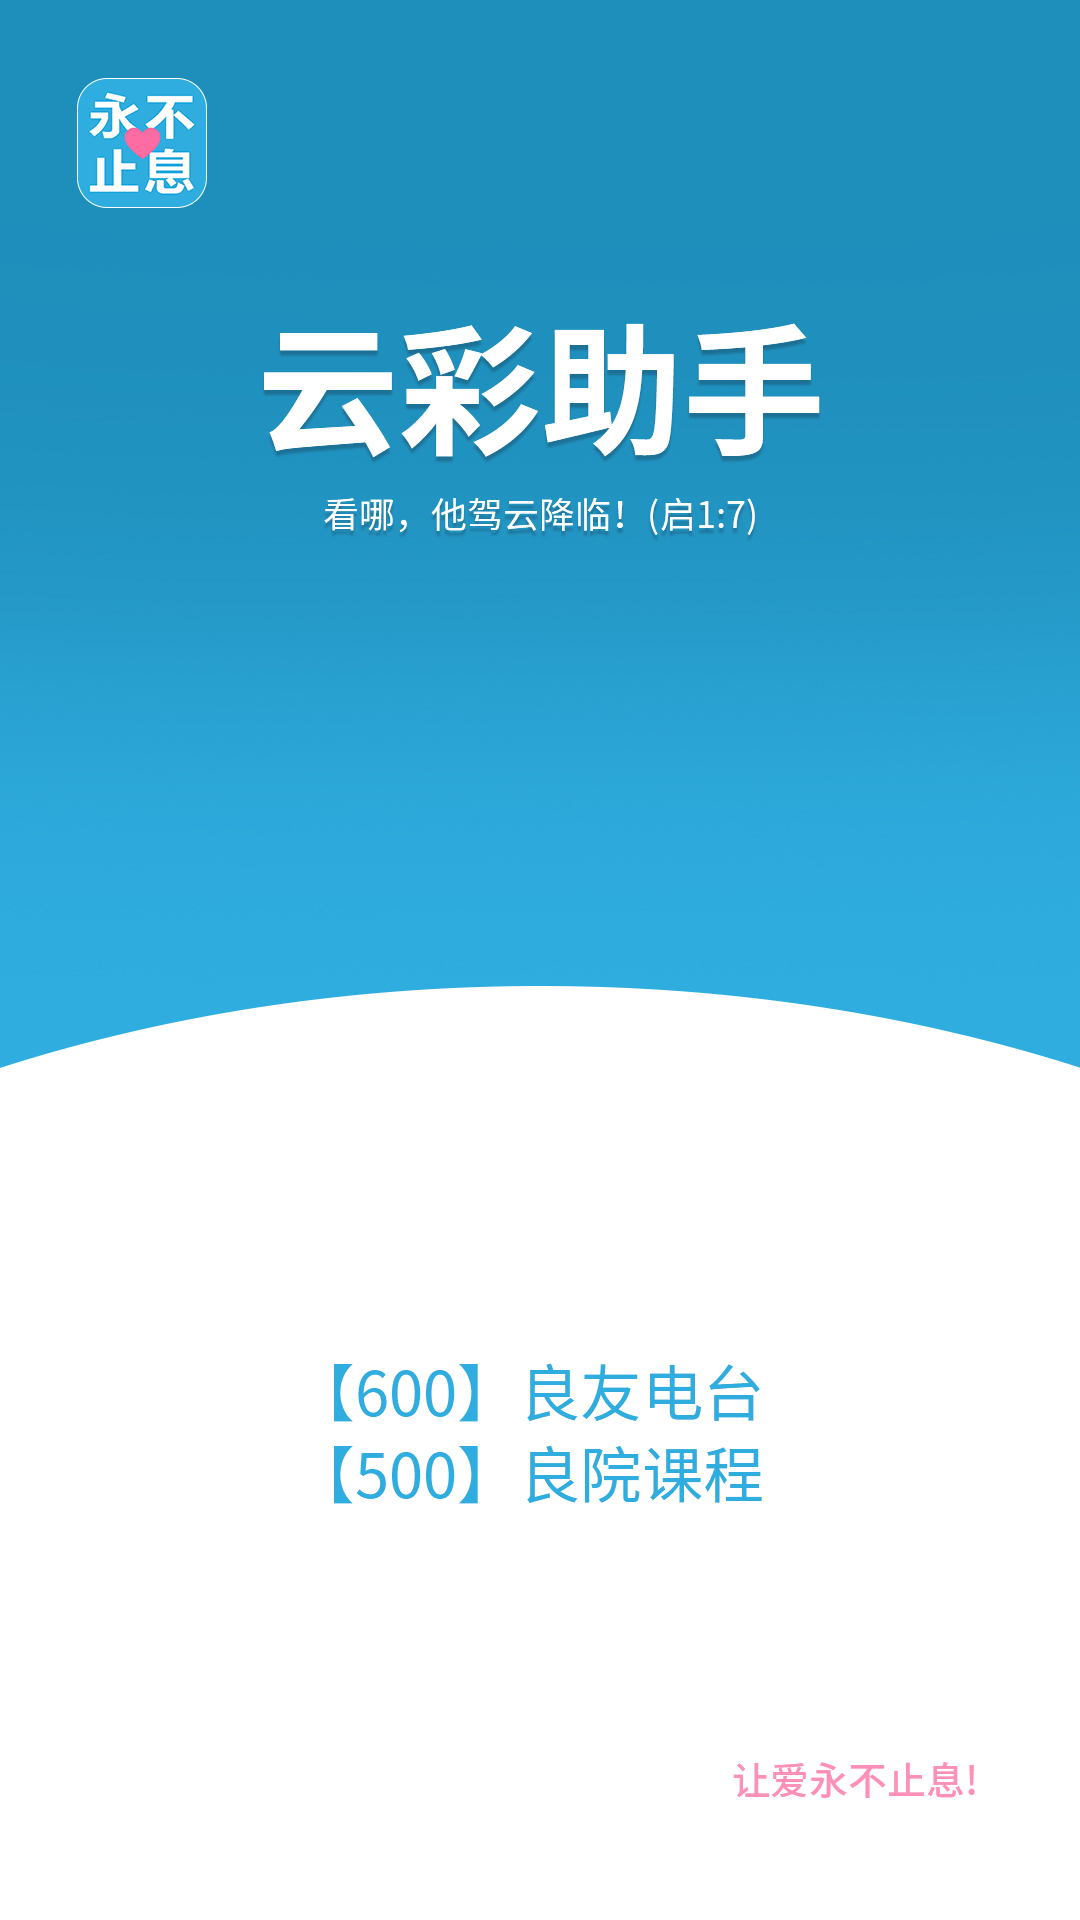 永不
止息
云彩助手
看哪，他驾云降临！(启1:7)
【600】良友电台
【500】良院课程
让爱永不止息!